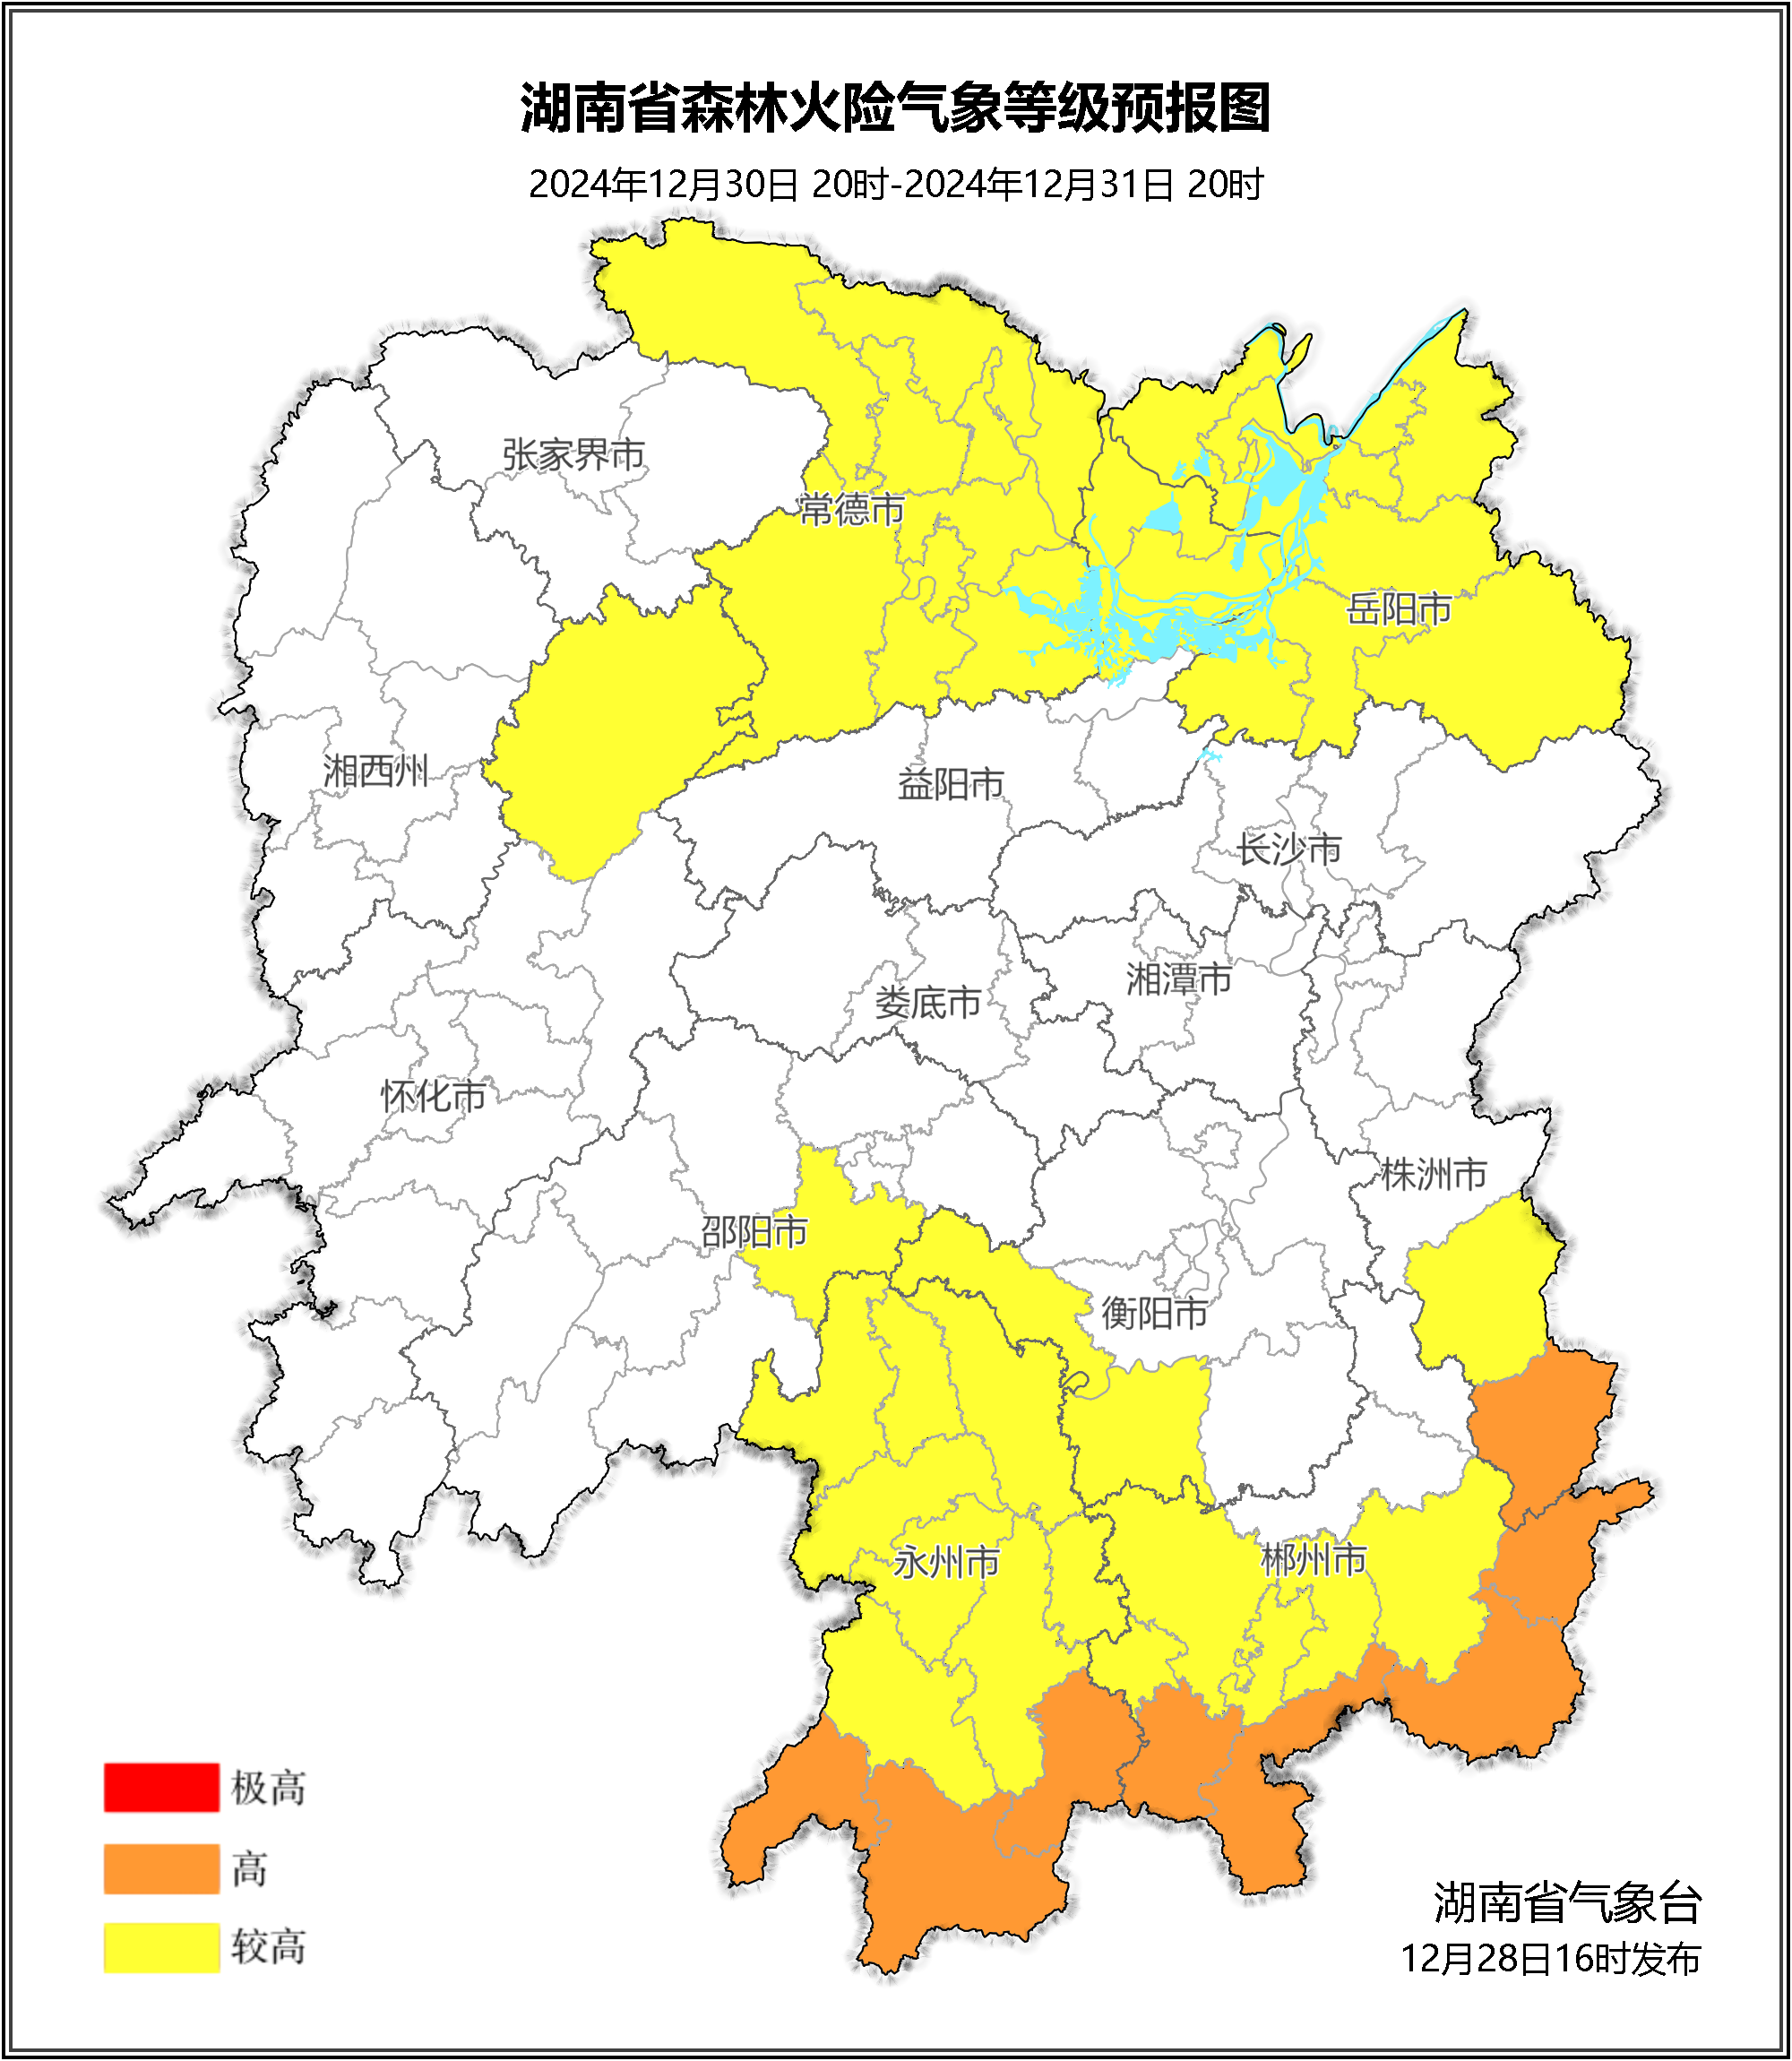 湖南省森林火险气象等级预报图
2024年12月30日 20时-2024年12月31日 20时
张家界市
常德市
岳阳市
湘西州
益阳市
长沙市
湘潭市
娄底市
怀化市
株洲市
邵阳市
衡阳市
永州市
郴州市
极高
高
较高
湖南省气象台
12月28日16时发布